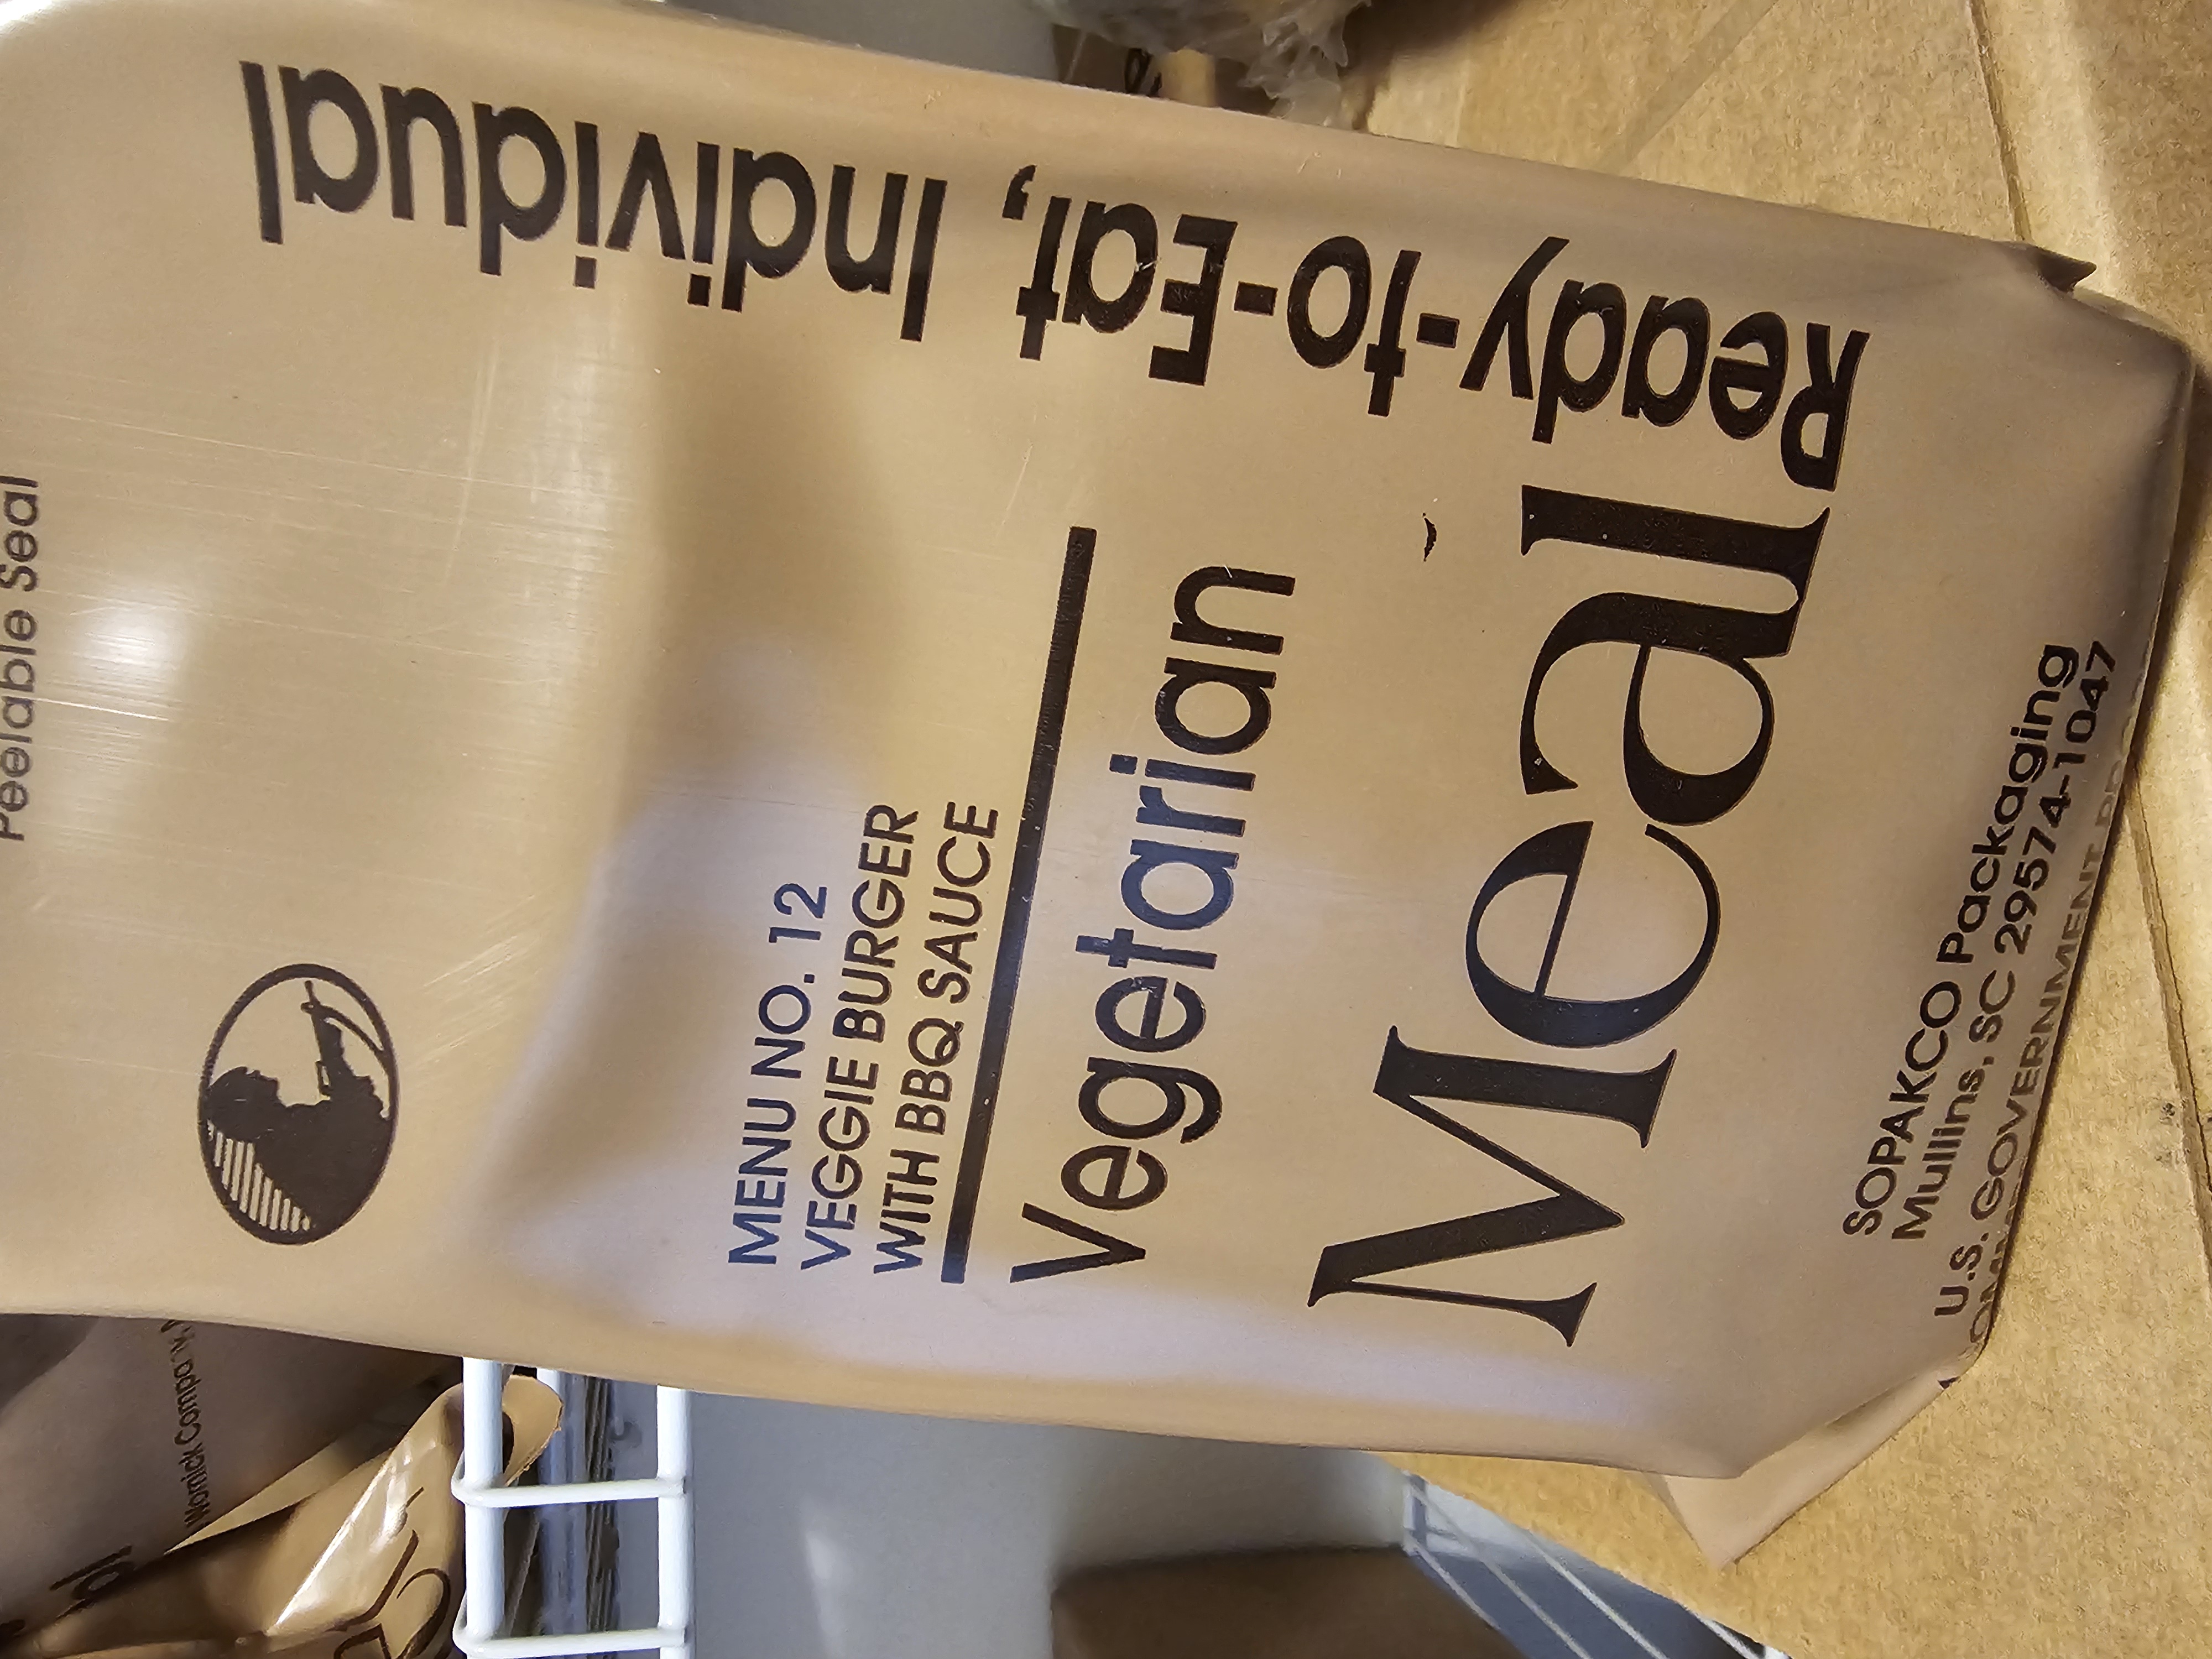 Peelable Seal
MENU NO. 12
VEGGIE BURGER
WITH BBQ SAUCE
Vegetarian
Meal
Ready-to-Eat, Individual
SOPAKCO Packaging
Mullins, SC 29574-1047
U.S. GOVERNMENT
Wornick